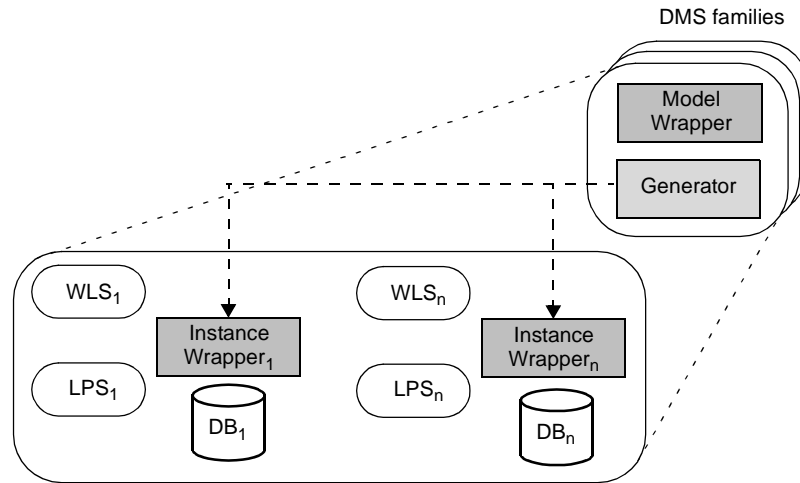 DMS families
Model
Wrapper
Generator
WLS₁
WLSₙ
Instance
Wrapper₁
Instance
Wrapperₙ
LPS₁
LPSₙ
DB₁
DBₙ